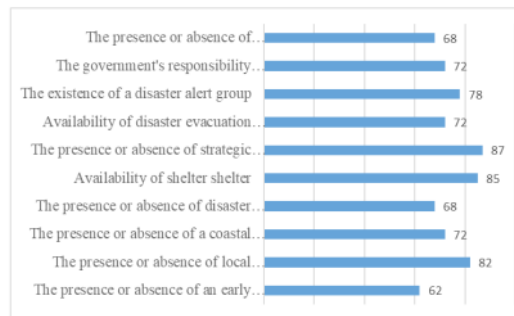 The presence or absence of... 68
The government's responsibility 72
The existence of a disaster alert group 78
Availability of disaster evacuation 72
The presence or absence of strategic 87
Availability of shelter shelter 85
The presence or absence of disaster... 68
The presence or absence of a coastal... 72
The presence or absence of local... 82
The presence or absence of an early... 62